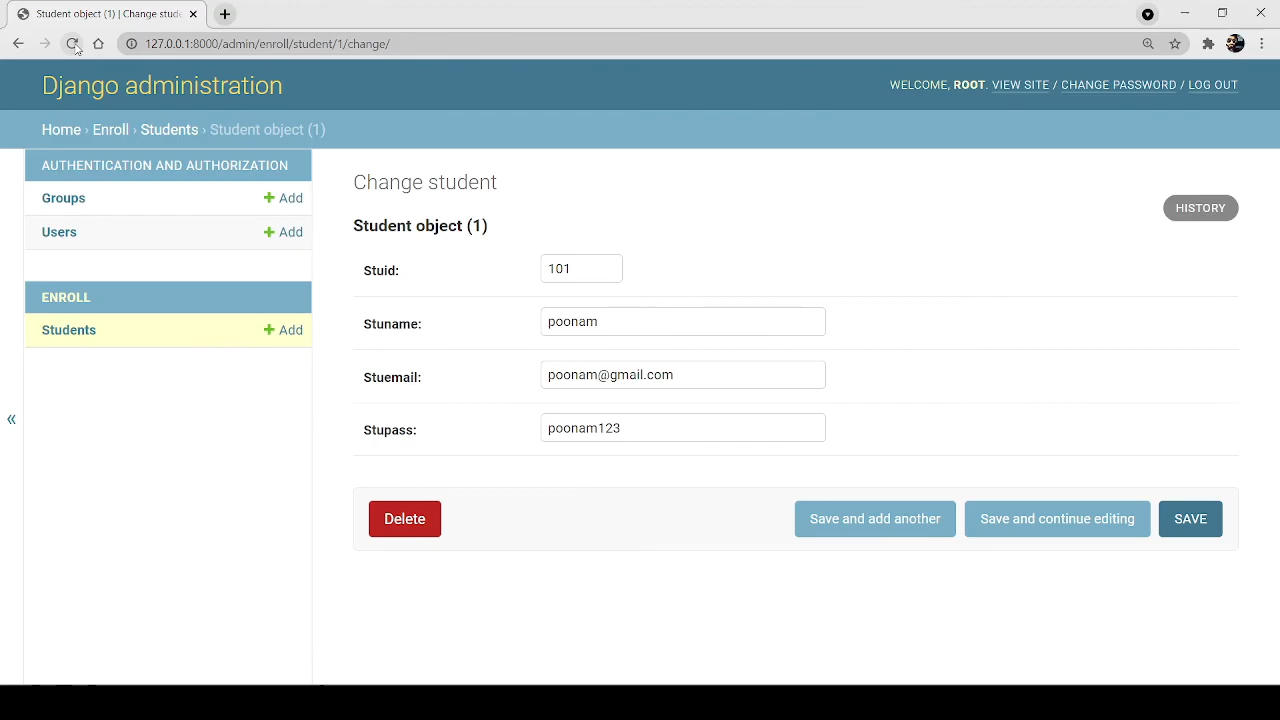 Student object (1) | Change stude
127.0.0.1:8000/admin/enroll/student/1/change/
Django administration
WELCOME, ROOT. VIEW SITE / CHANGE PASSWORD / LOG OUT
Home › Enroll › Students › Student object (1)
AUTHENTICATION AND AUTHORIZATION
Groups + Add
Users + Add
ENROLL
Students + Add
«
Change student
HISTORY
Student object (1)
Stuid: 101
Stuname: poonam
Stuemail: poonam@gmail.com
Stupass: poonam123
Delete Save and add another Save and continue editing SAVE